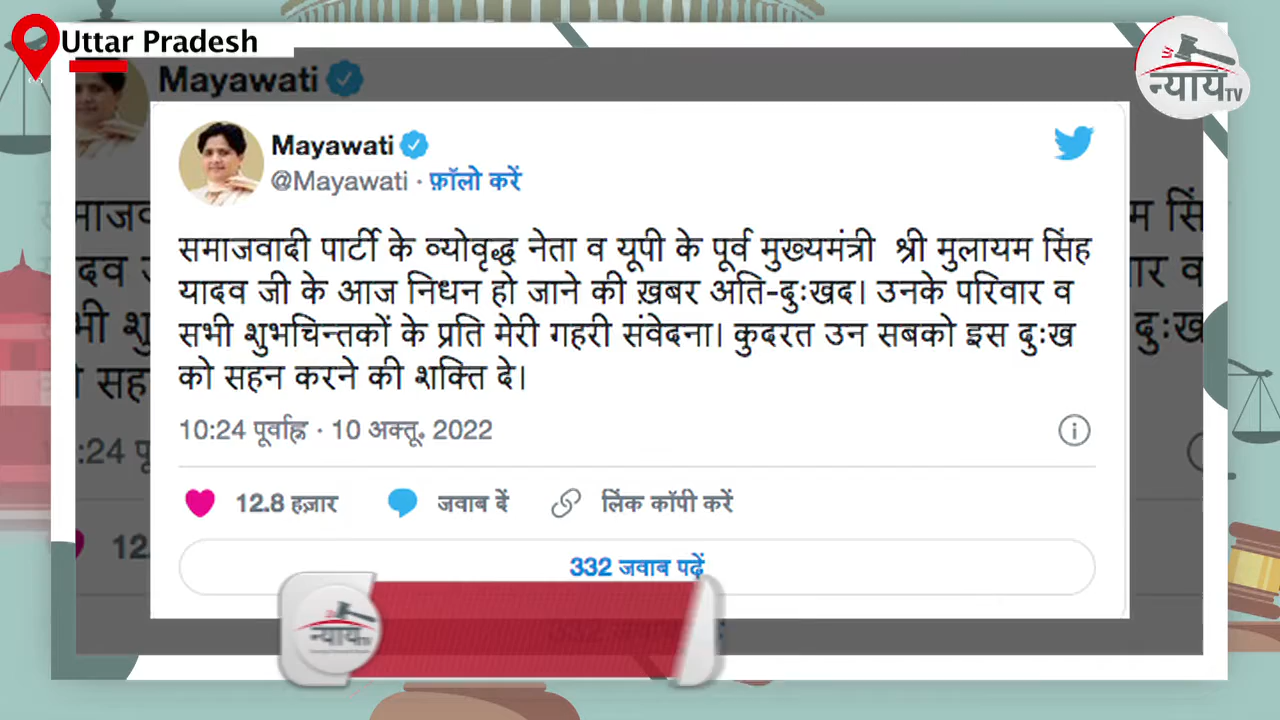 Uttar Pradesh
न्याय TV
Mayawati
Mayawati
@Mayawati · फ़ॉलो करें
समाजवादी पार्टी के व्योवृद्ध नेता व यूपी के पूर्व मुख्यमंत्री श्री मुलायम सिंह
यादव जी के आज निधन हो जाने की ख़बर अति-दुःखद। उनके परिवार व
सभी शुभचिन्तकों के प्रति मेरी गहरी संवेदना। कुदरत उन सबको इस दुःख
को सहन करने की शक्ति दे।
10:24 पूर्वाह्न · 10 अक्तू॰ 2022
12.8 हज़ार जवाब दें लिंक कॉपी करें
332 जवाब पढ़ें
न्याय TV